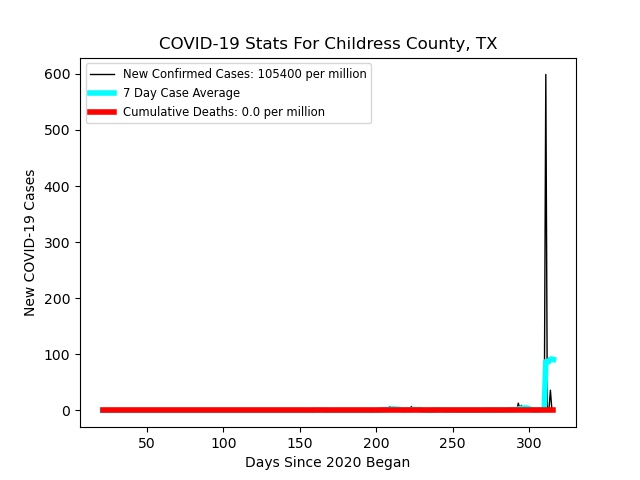 COVID-19 Stats For Childress County, TX
New Confirmed Cases: 105400 per million
7 Day Case Average
Cumulative Deaths: 0.0 per million
New COVID-19 Cases
600
500
400
300
200
100
0
50 100 150 200 250 300
Days Since 2020 Began